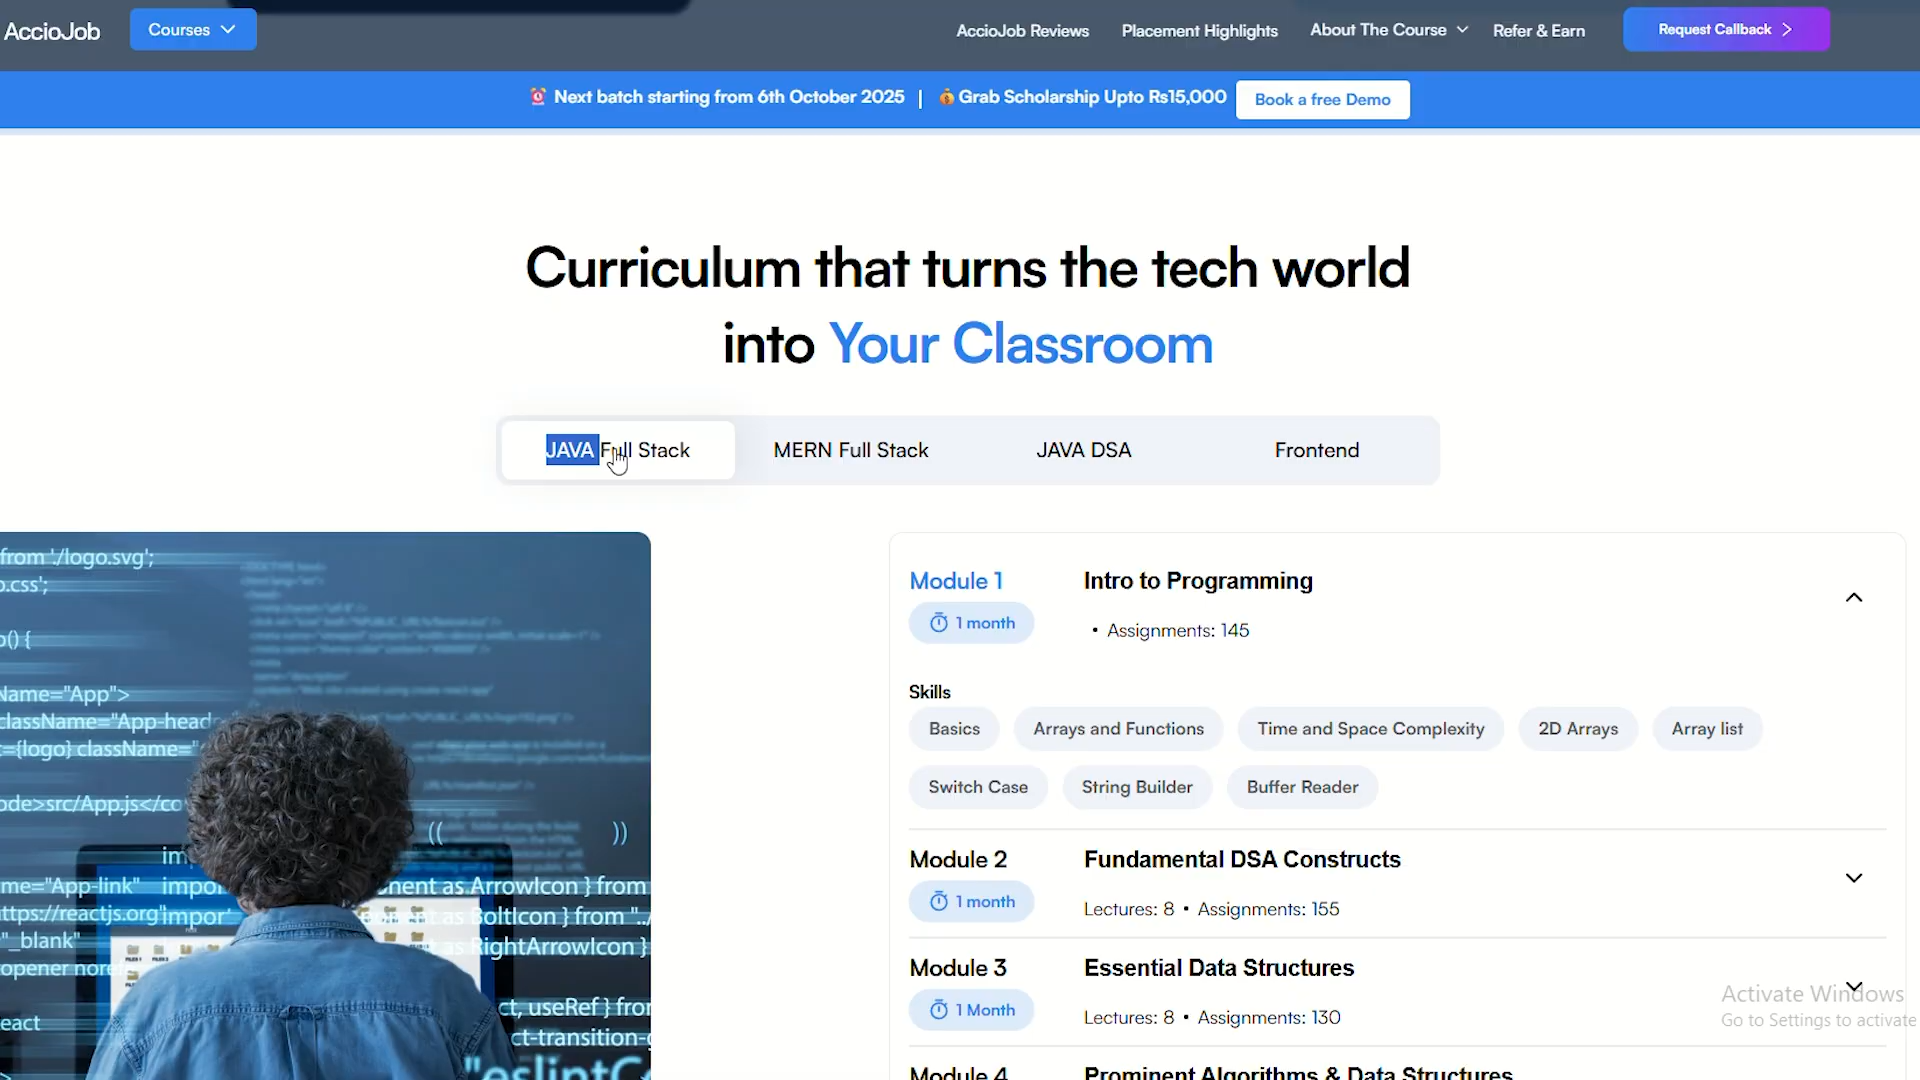 AccioJob
Courses
AccioJob Reviews
Placement Highlights
About The Course
Refer & Earn
Request Callback
Next batch starting from 6th October 2025 | Grab Scholarship Upto Rs15,000
Book a free Demo
Curriculum that turns the tech world
into Your Classroom
JAVA Full Stack
MERN Full Stack
JAVA DSA
Frontend
from './logo.svg';
p.css';
() {
Name="App">
className="App-head
={logo} className="
ode>src/App.js</co
(( ))
me="App-link"
ttps://reactjs.org"
"_blank"
opener noref
eact
nent as ArrowIcon } from
as BoltIcon } from "../
as RightArrowIcon }
ct, useRef } from
ct-transition-g
"eslintC
Module 1
Intro to Programming
1 month
• Assignments: 145
Skills
Basics
Arrays and Functions
Time and Space Complexity
2D Arrays
Array list
Switch Case
String Builder
Buffer Reader
Module 2
Fundamental DSA Constructs
1 month
Lectures: 8 • Assignments: 155
Module 3
Essential Data Structures
1 Month
Lectures: 8 • Assignments: 130
Module 4
Prominent Algorithms & Data Structures
Activate Windows
Go to Settings to activate